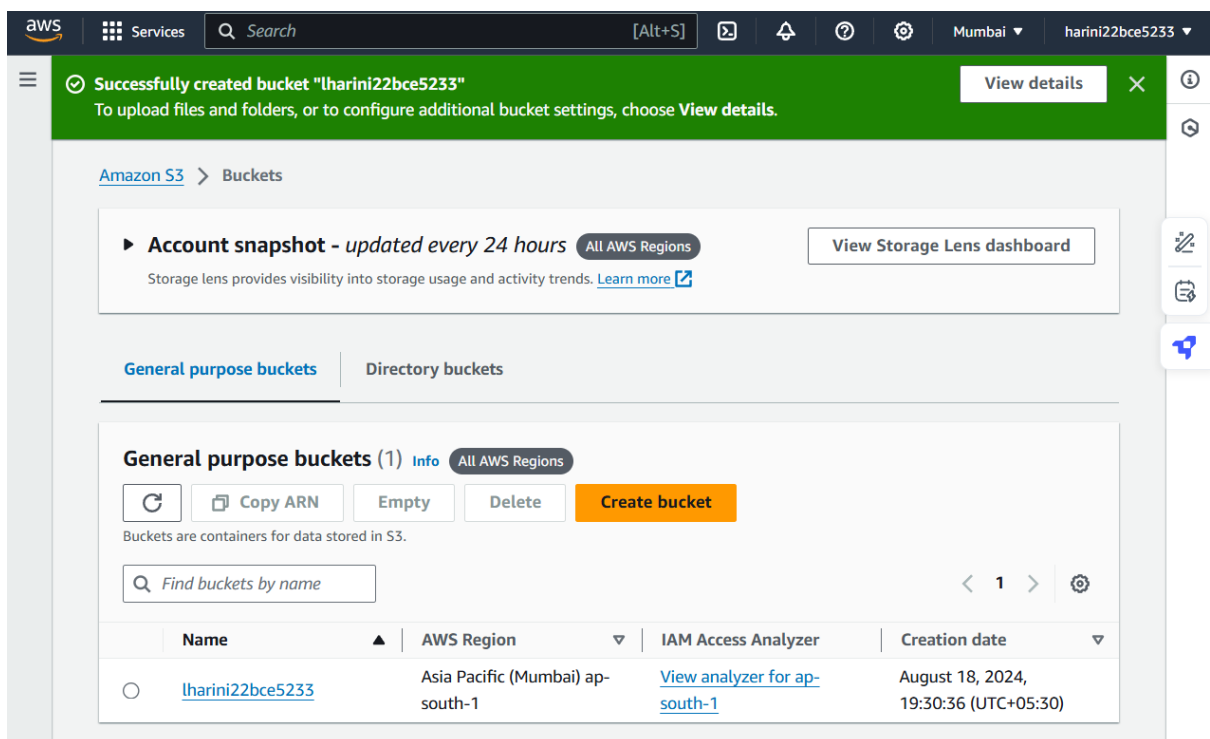 aws Services Search [Alt+S] Mumbai ▼ harini22bce5233 ▼
Successfully created bucket "lharini22bce5233" View details
To upload files and folders, or to configure additional bucket settings, choose View details.
Amazon S3 > Buckets
Account snapshot - updated every 24 hours All AWS Regions View Storage Lens dashboard
Storage lens provides visibility into storage usage and activity trends. Learn more
General purpose buckets Directory buckets
General purpose buckets (1) Info All AWS Regions
Copy ARN Empty Delete Create bucket
Buckets are containers for data stored in S3.
Find buckets by name < 1 >
Name AWS Region IAM Access Analyzer Creation date
lharini22bce5233 Asia Pacific (Mumbai) ap- View analyzer for ap- August 18, 2024,
south-1 south-1 19:30:36 (UTC+05:30)